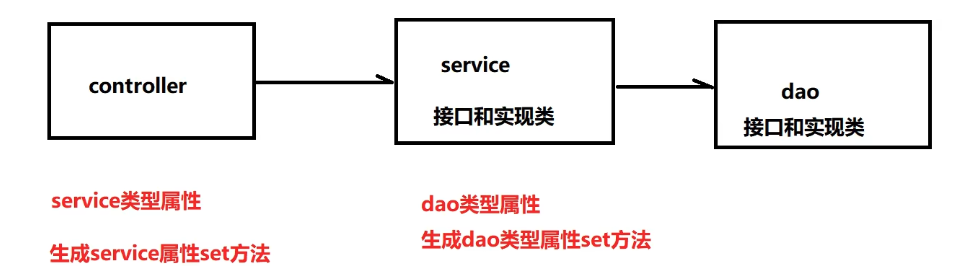 controller
service
接口和实现类
dao
接口和实现类
service类型属性
生成service属性set方法
dao类型属性
生成dao类型属性set方法